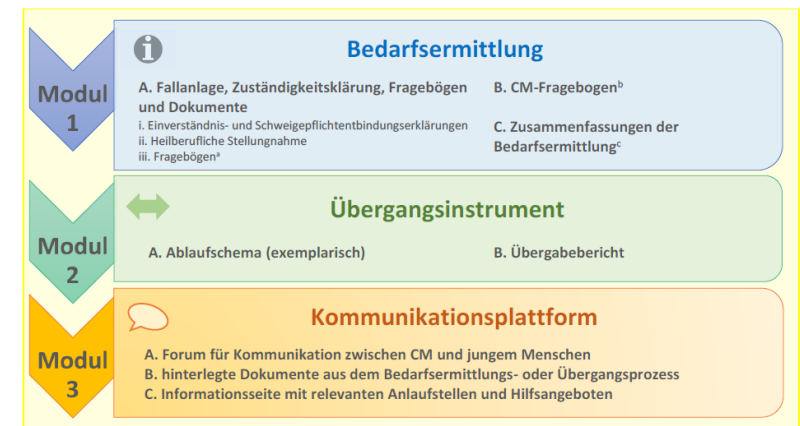 Modul
1
Bedarfsermittlung
A. Fallanlage, Zuständigkeitsklärung, Fragebögen
und Dokumente
i. Einverständnis- und Schweigepflichtentbindungserklärungen
ii. Heilberufliche Stellungnahme
iii. Fragebögenᵃ
B. CM-Fragebogenᵇ
C. Zusammenfassungen der
Bedarfsermittlungᶜ
Modul
2
Übergangsinstrument
A. Ablaufschema (exemplarisch)
B. Übergabebericht
Modul
3
Kommunikationsplattform
A. Forum für Kommunikation zwischen CM und jungem Menschen
B. hinterlegte Dokumente aus dem Bedarfsermittlungs- oder Übergangsprozess
C. Informationsseite mit relevanten Anlaufstellen und Hilfsangeboten